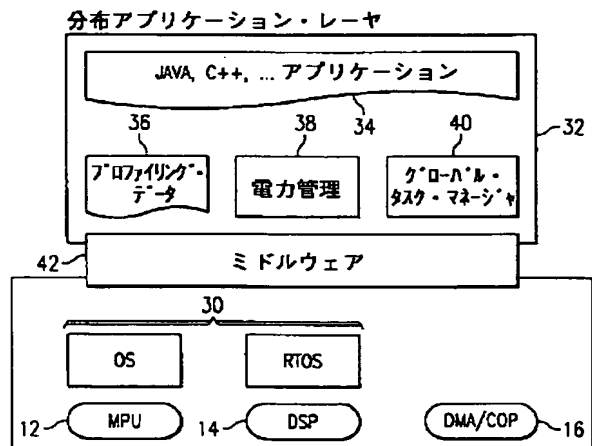 分布アプリケーション・レーヤ
JAVA, C++, ... アプリケーション
34
36
38
40
32
プロファイリング・
データ
電力管理
グローバル・
タスク・マネージャ
42
ミドルウェア
30
OS
RTOS
12
MPU
14
DSP
DMA/COP
16